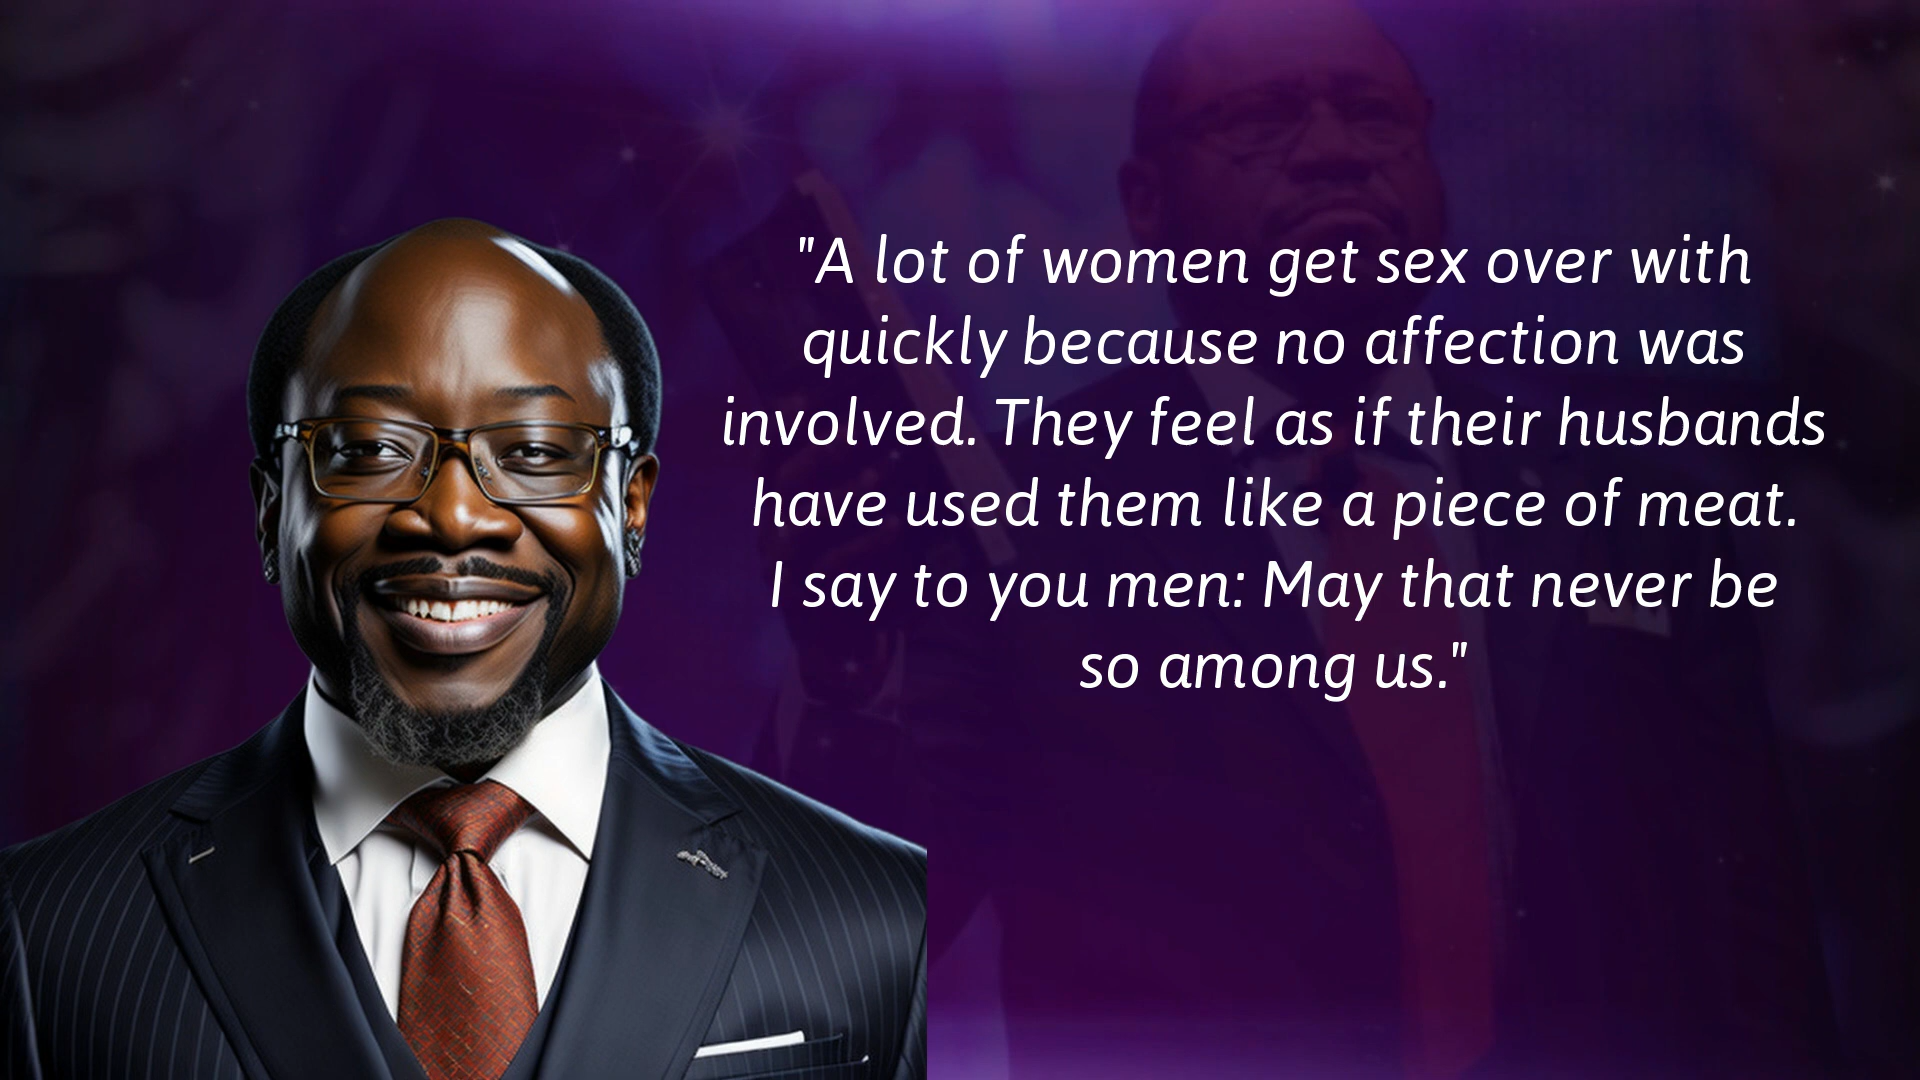 "A lot of women get sex over with
quickly because no affection was
involved. They feel as if their husbands
have used them like a piece of meat.
I say to you men: May that never be
so among us."